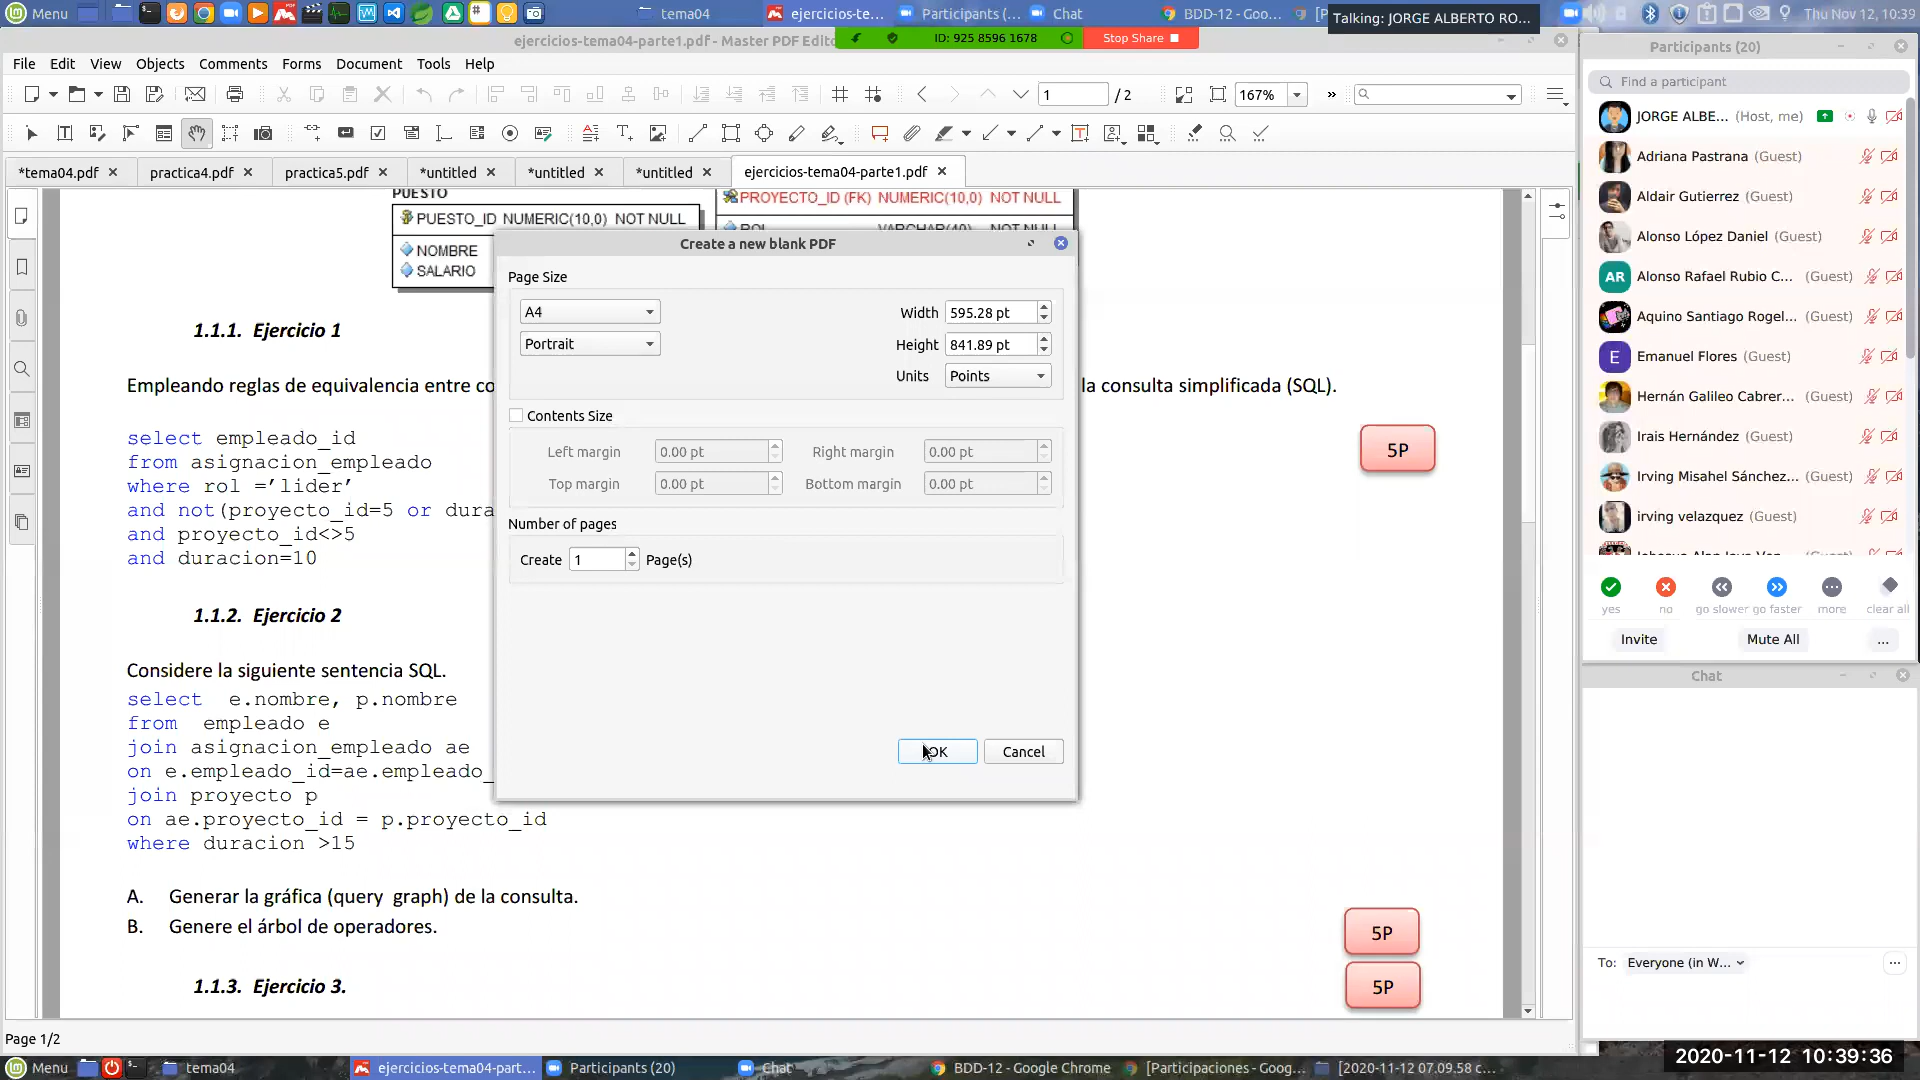 Menu
tema04
ejercicios-te...
Participants (...
Chat
BDD-12 - Goo...
[P
Talking: JORGE ALBERTO RO...
Thu Nov 12, 10:39
ejercicios-tema04-parte1.pdf - Master PDF Edito
ID: 925 8596 1678
Stop Share
File Edit View Objects Comments Forms Document Tools Help
1 / 2
167%
*tema04.pdf
practica4.pdf
practica5.pdf
*untitled
*untitled
*untitled
ejercicios-tema04-parte1.pdf
PUESTO
PUESTO_ID NUMERIC(10,0) NOT NULL
NOMBRE
SALARIO
PROYECTO_ID (FK) NUMERIC(10,0) NOT NULL
ROL VARCHAR(40) NOT NULL
1.1.1. Ejercicio 1
Empleando reglas de equivalencia entre co
la consulta simplificada (SQL).
select empleado_id
from asignacion_empleado
where rol =’lider’
and not(proyecto_id=5 or dura
and proyecto_id<>5
and duracion=10
5P
1.1.2. Ejercicio 2
Considere la siguiente sentencia SQL.
select e.nombre, p.nombre
from empleado e
join asignacion_empleado ae
on e.empleado_id=ae.empleado_
join proyecto p
on ae.proyecto_id = p.proyecto_id
where duracion >15
A. Generar la gráfica (query graph) de la consulta.
B. Genere el árbol de operadores.
5P
5P
1.1.3. Ejercicio 3.
Page 1/2
Create a new blank PDF
Page Size
A4
Portrait
Width 595.28 pt
Height 841.89 pt
Units Points
Contents Size
Left margin 0.00 pt Right margin 0.00 pt
Top margin 0.00 pt Bottom margin 0.00 pt
Number of pages
Create 1 Page(s)
OK
Cancel
Participants (20)
Find a participant
JORGE ALBE... (Host, me)
Adriana Pastrana (Guest)
Aldair Gutierrez (Guest)
Alonso López Daniel (Guest)
AR Alonso Rafael Rubio C... (Guest)
Aquino Santiago Rogel... (Guest)
E Emanuel Flores (Guest)
Hernán Galileo Cabrer... (Guest)
Irais Hernández (Guest)
Irving Misahel Sánchez... (Guest)
irving velazquez (Guest)
yes no go slower go faster more clear all
Invite Mute All ...
Chat
To: Everyone (in W...
Menu
tema04
ejercicios-tema04-part...
Participants (20)
Chat
BDD-12 - Google Chrome
[Participaciones - Goog...
[2020-11-12 07.09.58 c...
2020-11-12 10:39:36